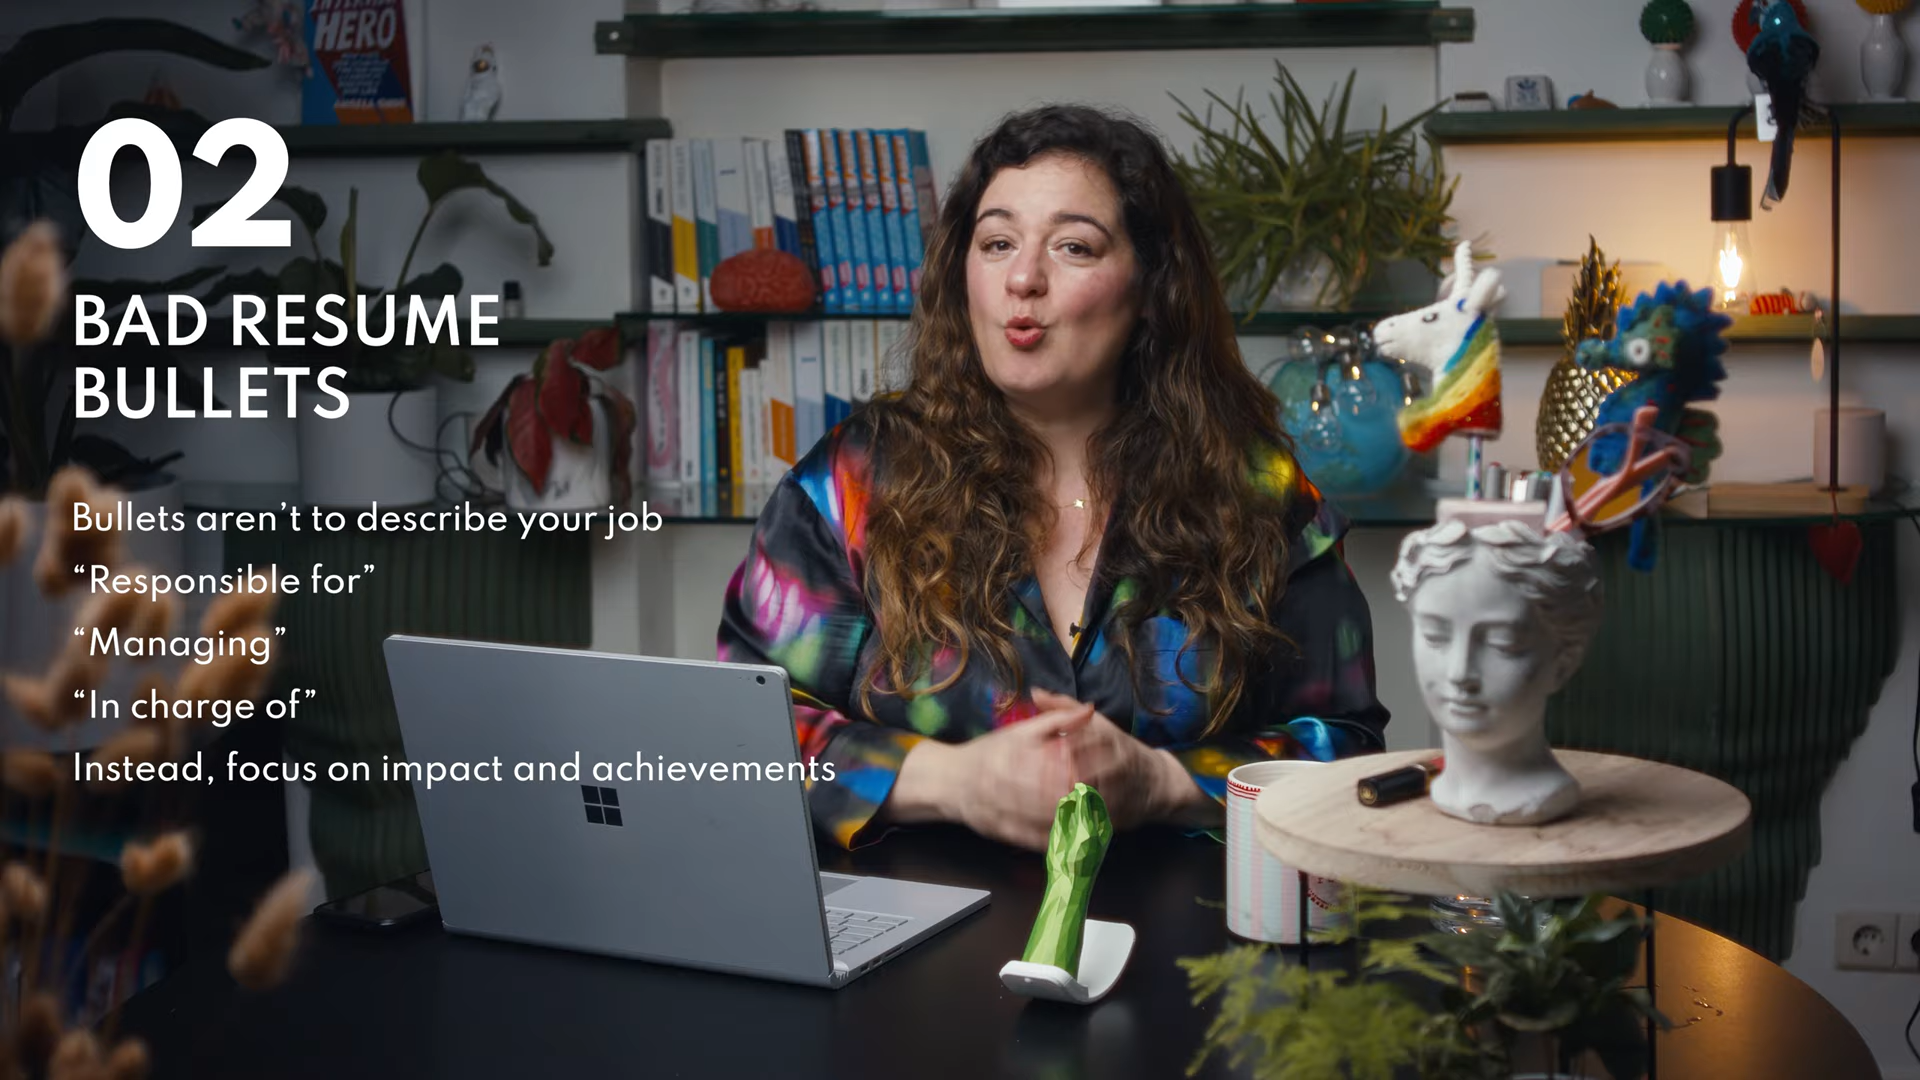 HERO
02
BAD RESUME
BULLETS
Bullets aren’t to describe your job
“Responsible for”
“Managing”
“In charge of”
Instead, focus on impact and achievements